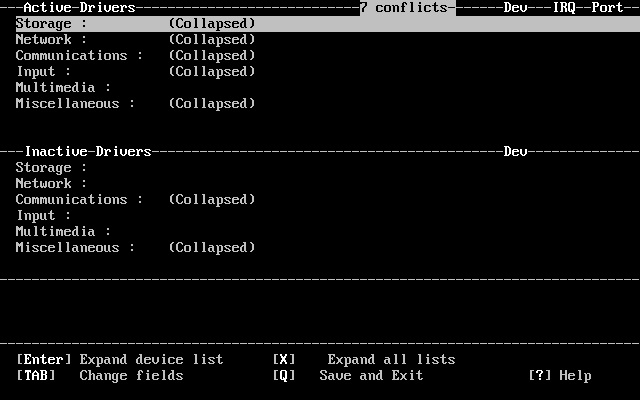 Active-Drivers 7 conflicts Dev IRQ Port
Storage : (Collapsed)
Network : (Collapsed)
Communications : (Collapsed)
Input : (Collapsed)
Multimedia :
Miscellaneous : (Collapsed)
Inactive-Drivers Dev
Storage :
Network :
Communications : (Collapsed)
Input :
Multimedia :
Miscellaneous : (Collapsed)
[Enter] Expand device list [X] Expand all lists
[TAB] Change fields [Q] Save and Exit [?] Help